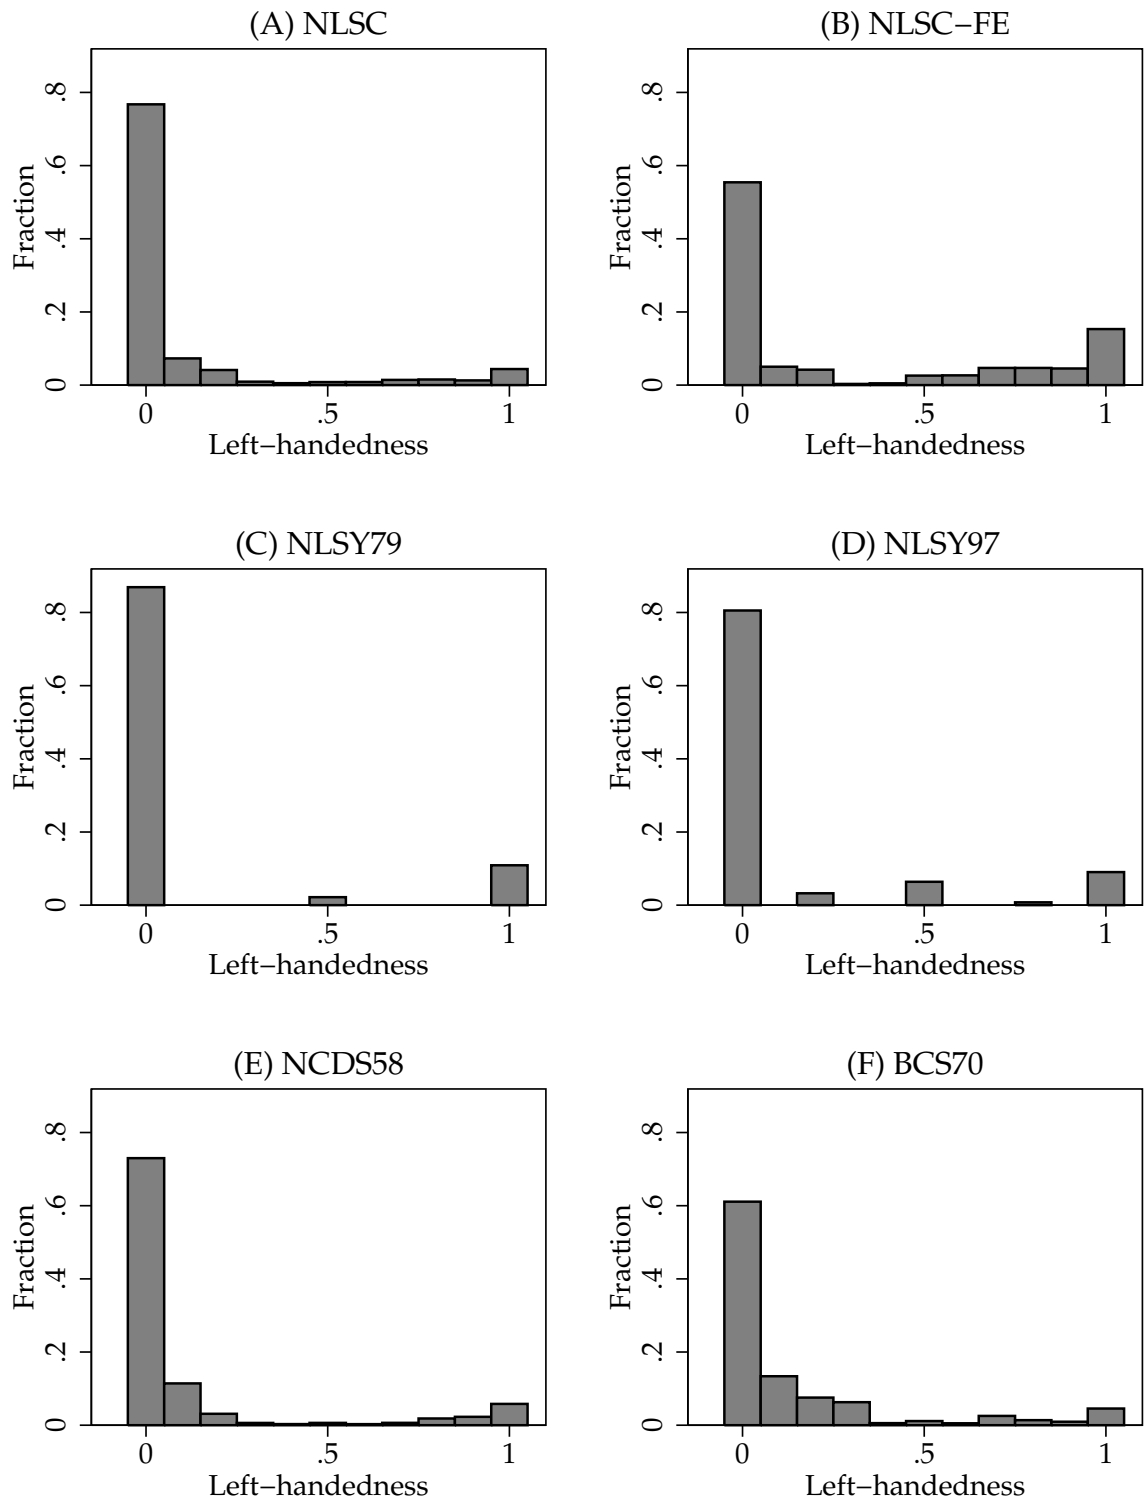 (A) NLSC
Fraction
.8
.6
.4
.2
0
0 .5 1
Left−handedness
(B) NLSC−FE
Fraction
.8
.6
.4
.2
0
0 .5 1
Left−handedness
(C) NLSY79
Fraction
.8
.6
.4
.2
0
0 .5 1
Left−handedness
(D) NLSY97
Fraction
.8
.6
.4
.2
0
0 .5 1
Left−handedness
(E) NCDS58
Fraction
.8
.6
.4
.2
0
0 .5 1
Left−handedness
(F) BCS70
Fraction
.8
.6
.4
.2
0
0 .5 1
Left−handedness